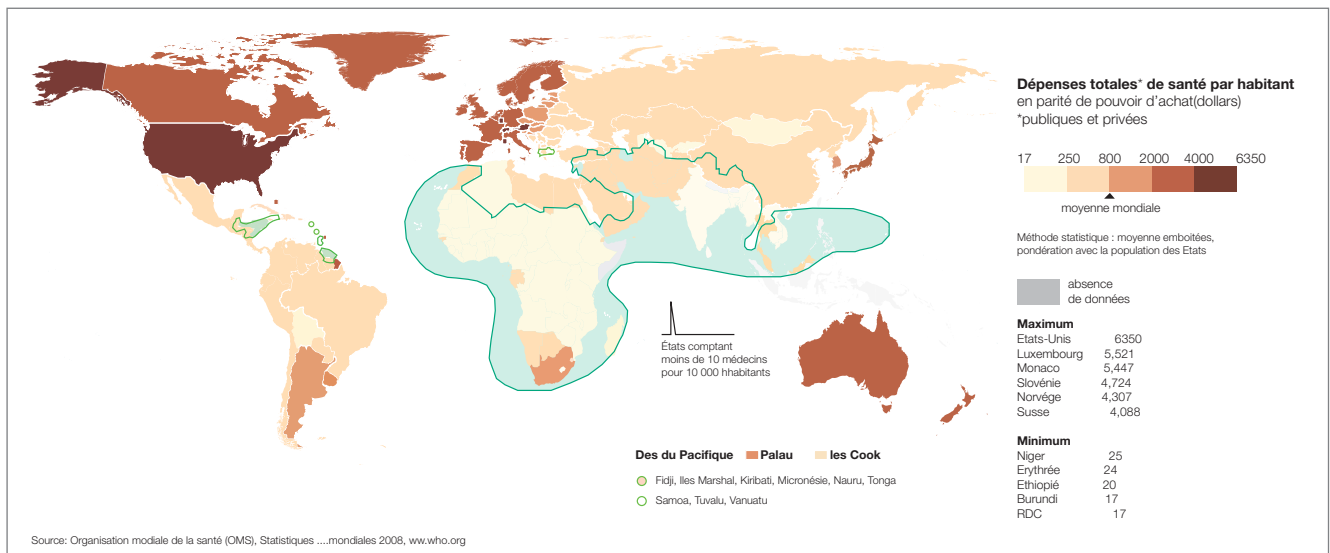 Dépenses totales* de santé par habitant
en parité de pouvoir d'achat(dollars)
*publiques et privées
17 250 800 2000 4000 6350
moyenne mondiale
Méthode statistique : moyenne emboitées,
pondération avec la population des Etats
absence
de données
Maximum
Etats-Unis 6350
Luxembourg 5,521
Monaco 5,447
Slovénie 4,724
Norvége 4,307
Susse 4,088
Minimum
Niger 25
Erythrée 24
Ethiopié 20
Burundi 17
RDC 17
États comptant
moins de 10 médecins
pour 10 000 hhabitants
Des du Pacifique Palau les Cook
Fidji, Iles Marshal, Kiribati, Micronésie, Nauru, Tonga
Samoa, Tuvalu, Vanuatu
Source: Organisation modiale de la santé (OMS), Statistiques ....mondiales 2008, ww.who.org